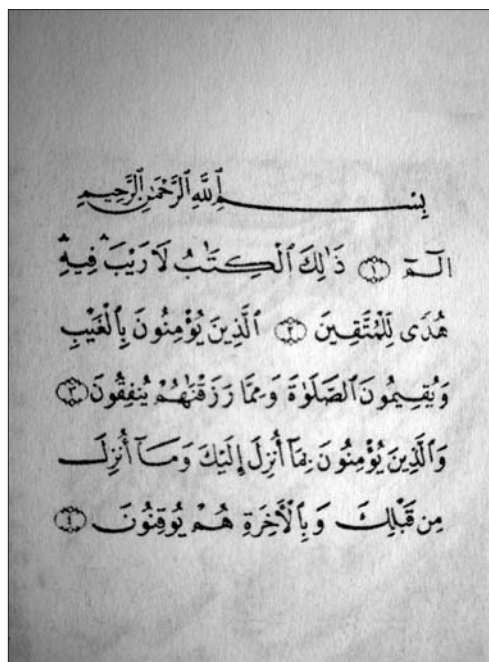 بِسْمِ ٱللَّهِ ٱلرَّحْمَٰنِ ٱلرَّحِيمِ
الٓمٓ ۝١ ذَٰلِكَ ٱلْكِتَٰبُ لَا رَيْبَ ۛ فِيهِ ۛ
هُدًى لِّلْمُتَّقِينَ ۝٢ ٱلَّذِينَ يُؤْمِنُونَ بِٱلْغَيْبِ
وَيُقِيمُونَ ٱلصَّلَوٰةَ وَمِمَّا رَزَقْنَٰهُمْ يُنفِقُونَ ۝٣
وَٱلَّذِينَ يُؤْمِنُونَ بِمَآ أُنزِلَ إِلَيْكَ وَمَآ أُنزِلَ
مِن قَبْلِكَ وَبِٱلْأَخِرَةِ هُمْ يُوقِنُونَ ۝٤